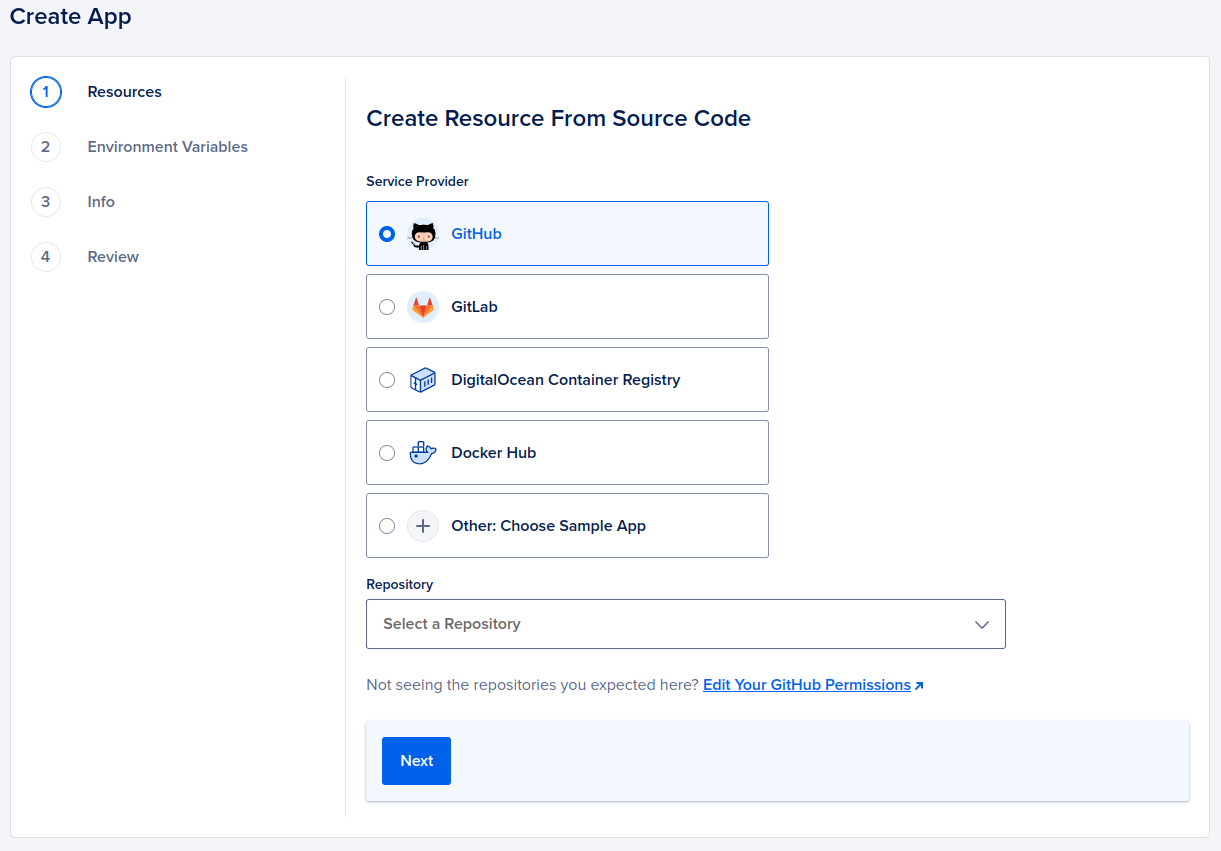 Create App
1 Resources
2 Environment Variables
3 Info
4 Review
Create Resource From Source Code
Service Provider
GitHub
GitLab
DigitalOcean Container Registry
Docker Hub
Other: Choose Sample App
Repository
Select a Repository
Not seeing the repositories you expected here? Edit Your GitHub Permissions
Next